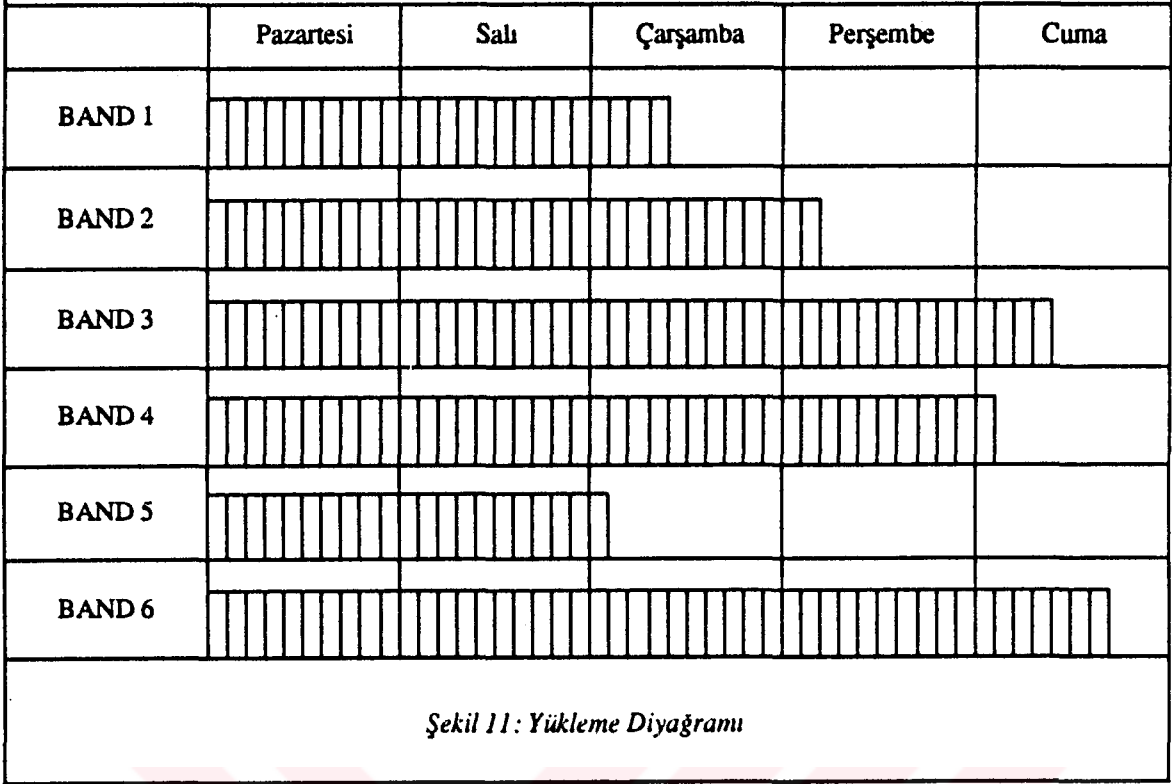 Pazartesi Salı Çarşamba Perşembe Cuma
BAND 1
BAND 2
BAND 3
BAND 4
BAND 5
BAND 6
Şekil 11: Yükleme Diyağramı